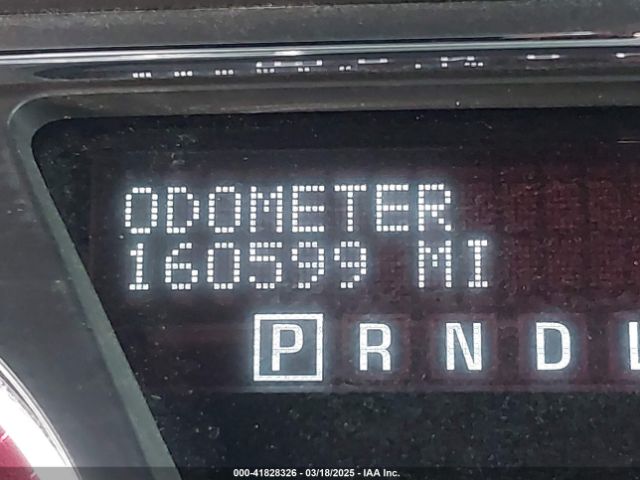 ODOMETER
160599 MI
P R N D L
000-41828326 - 03/18/2025 - IAA Inc.